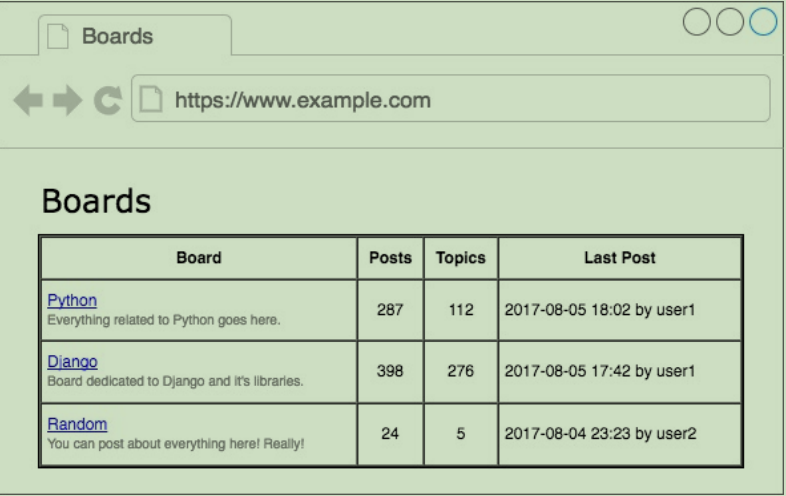 Boards
https://www.example.com
Boards
Board Posts Topics Last Post
Python
Everything related to Python goes here.
287 112 2017-08-05 18:02 by user1
Django
Board dedicated to Django and it's libraries.
398 276 2017-08-05 17:42 by user1
Random
You can post about everything here! Really!
24 5 2017-08-04 23:23 by user2